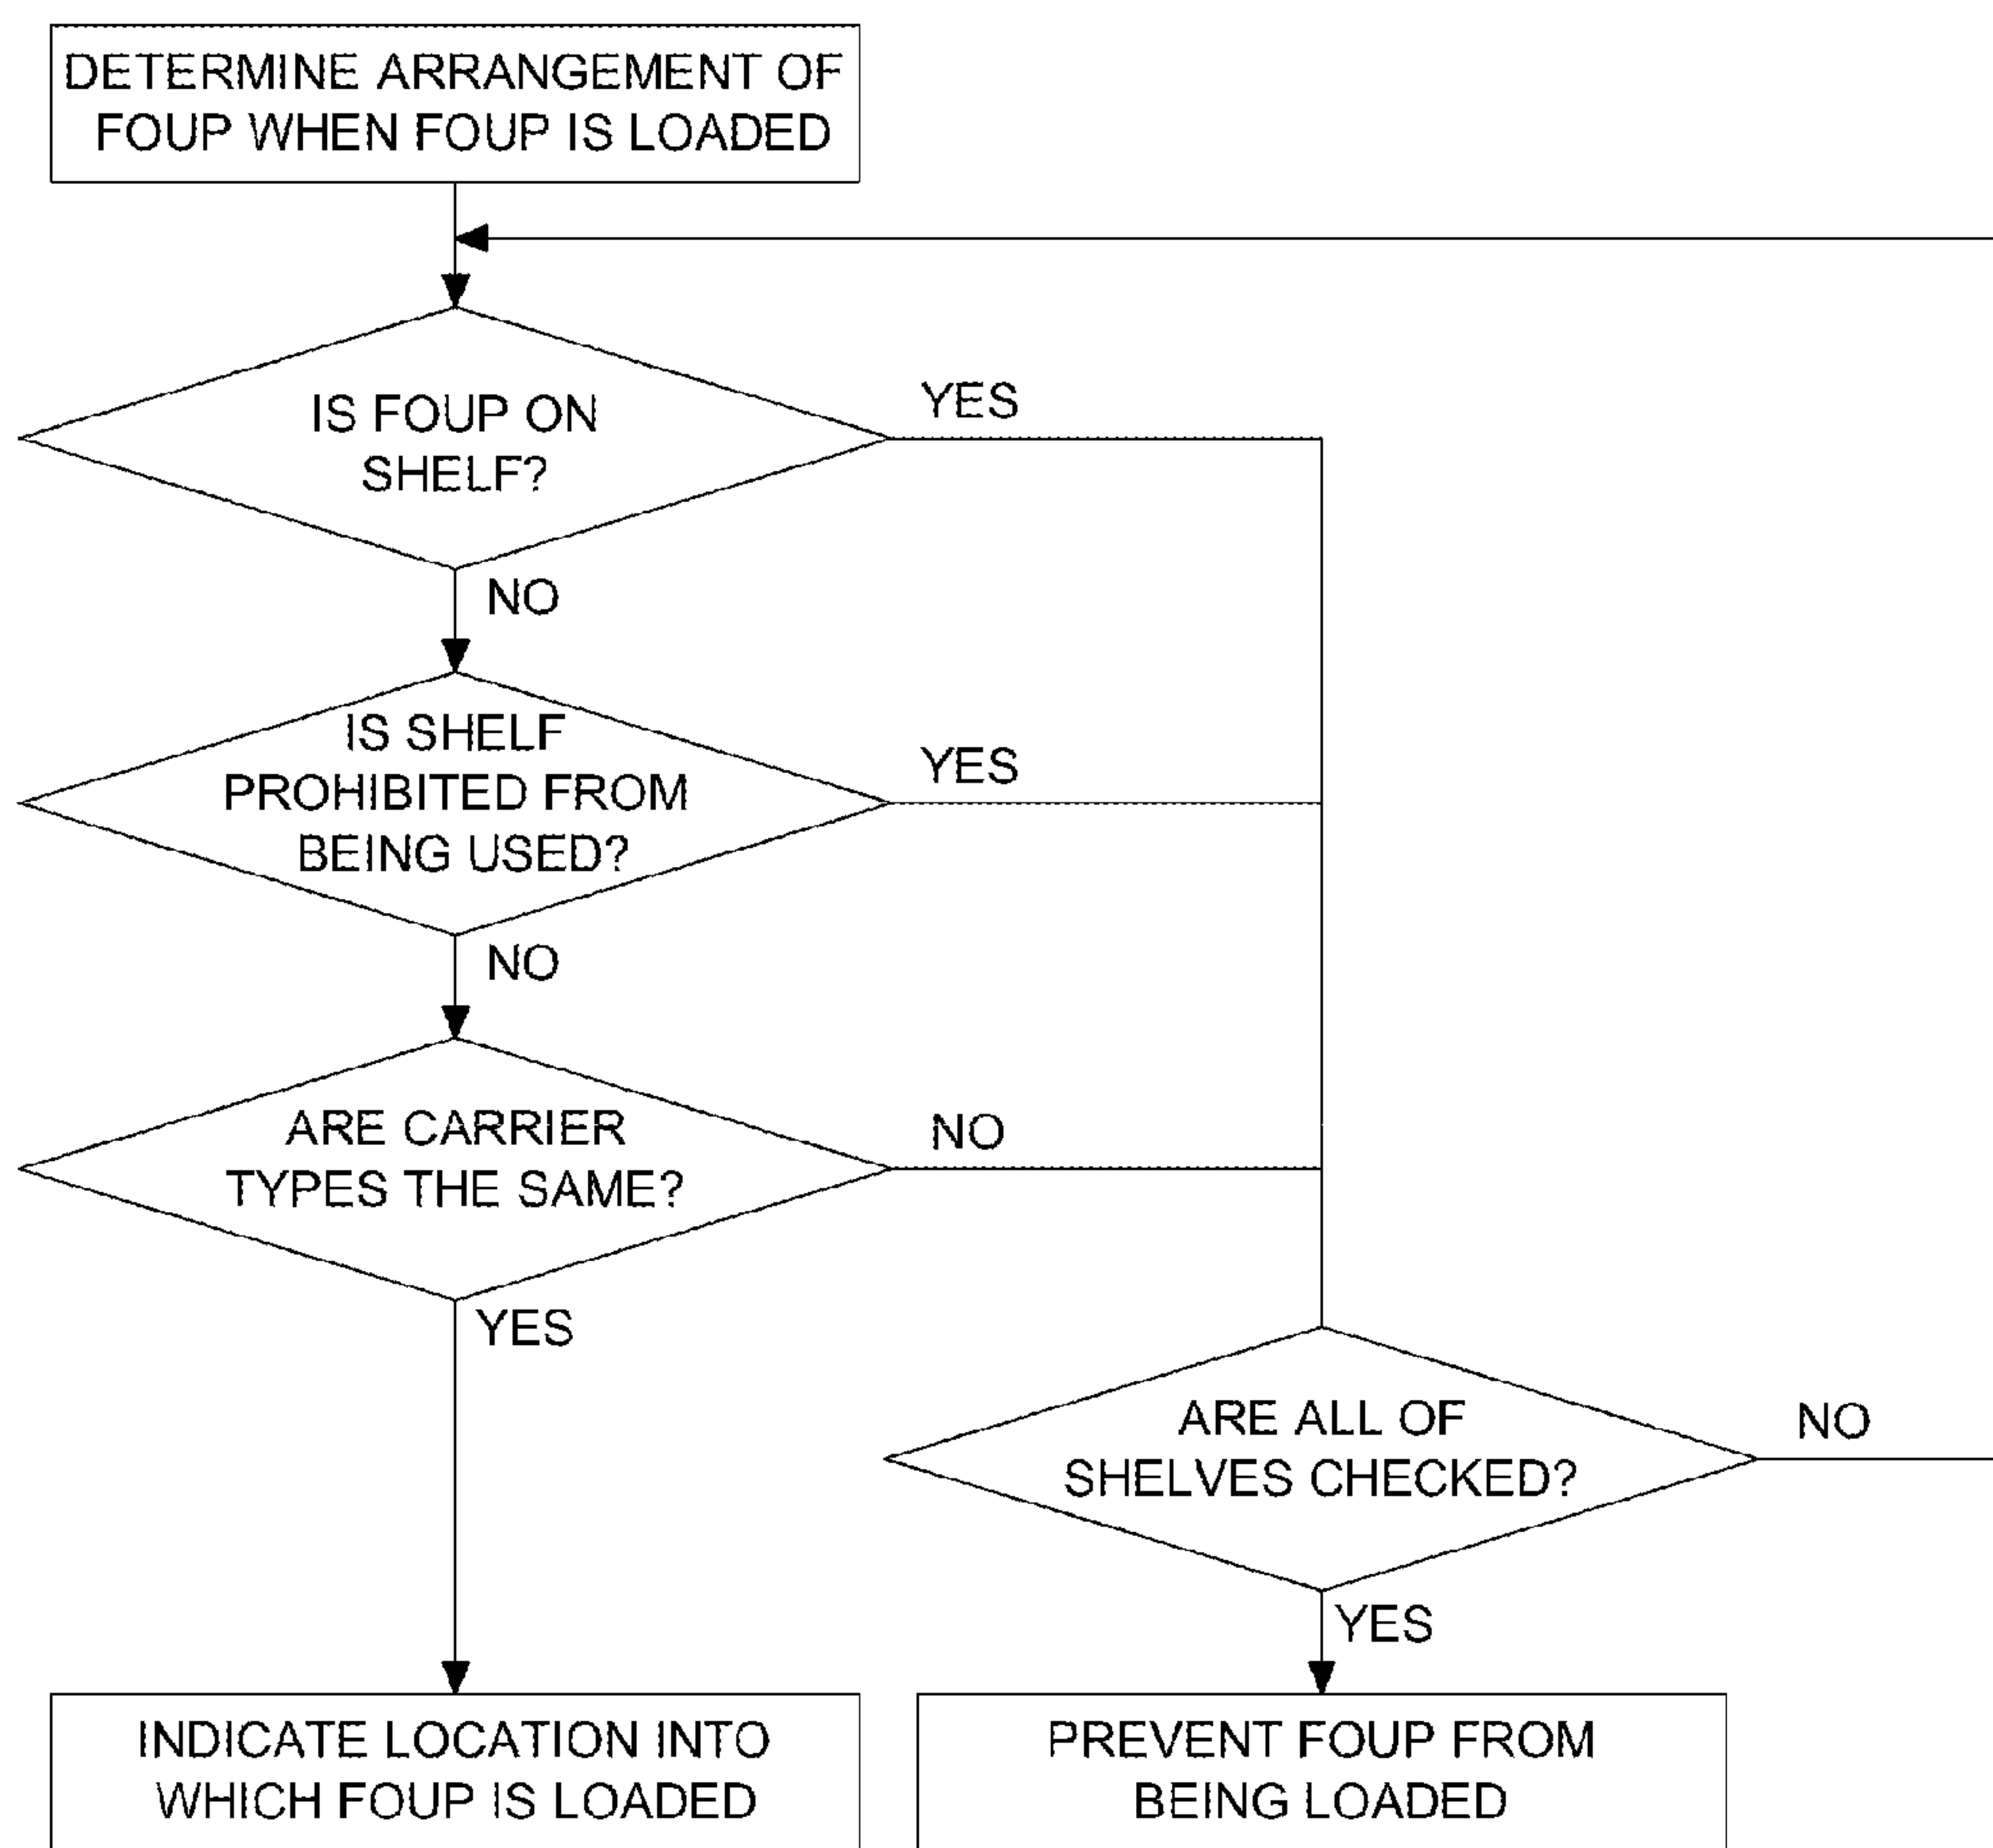 DETERMINE ARRANGEMENT OF
FOUP WHEN FOUP IS LOADED
IS FOUP ON
SHELF?
YES
NO
IS SHELF
PROHIBITED FROM
BEING USED?
YES
NO
ARE CARRIER
TYPES THE SAME?
NO
YES
ARE ALL OF
SHELVES CHECKED?
NO
YES
INDICATE LOCATION INTO
WHICH FOUP IS LOADED
PREVENT FOUP FROM
BEING LOADED